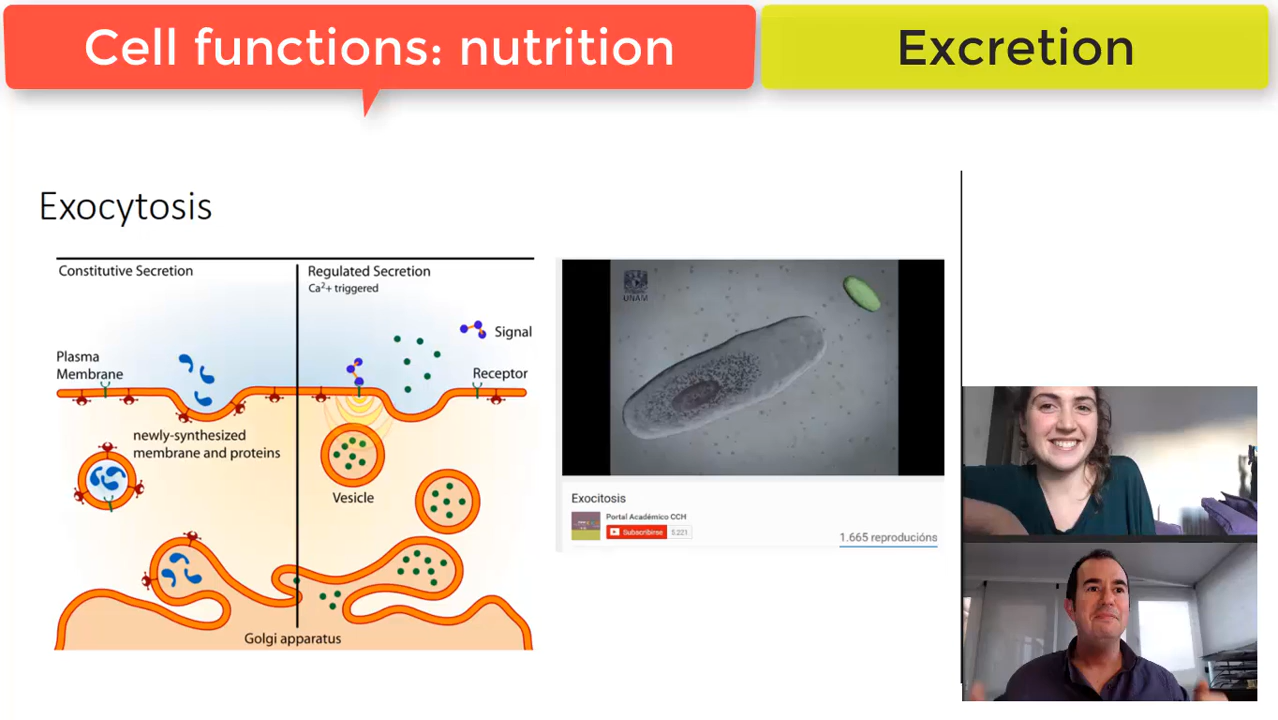 Cell functions: nutrition
Excretion
Exocytosis
Constitutive Secretion
Regulated Secretion
Ca²+ triggered
Signal
Plasma
Membrane
Receptor
newly-synthesized
membrane and proteins
Vesicle
Golgi apparatus
UNAM
Exocitosis
Portal Académico CCH
Subscribirse
5.221
1.665 reproducións